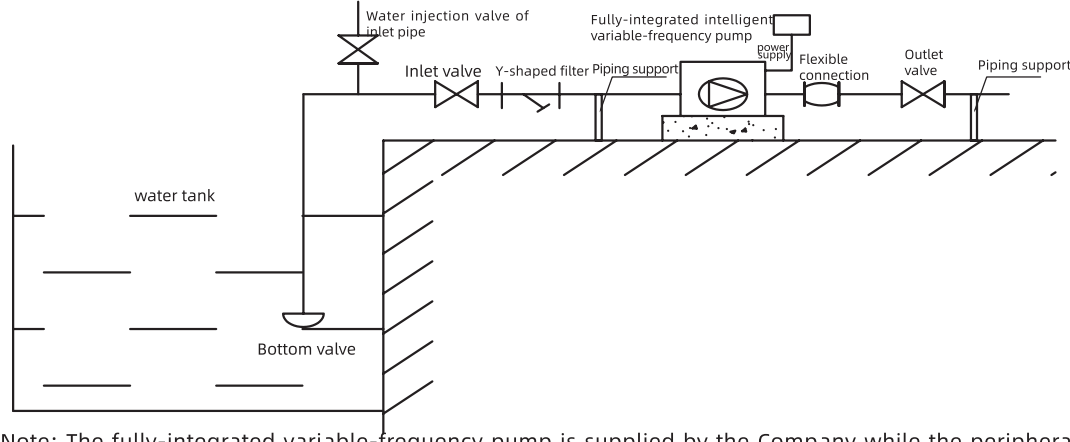 Water injection valve of
inlet pipe
Fully-integrated intelligent
variable-frequency pump
power
supply
Inlet valve
Y-shaped filter
Piping support
Flexible
connection
Outlet
valve
Piping support
water tank
Bottom valve
Note: The fully-integrated variable-frequency pump is supplied by the Company while the periphera